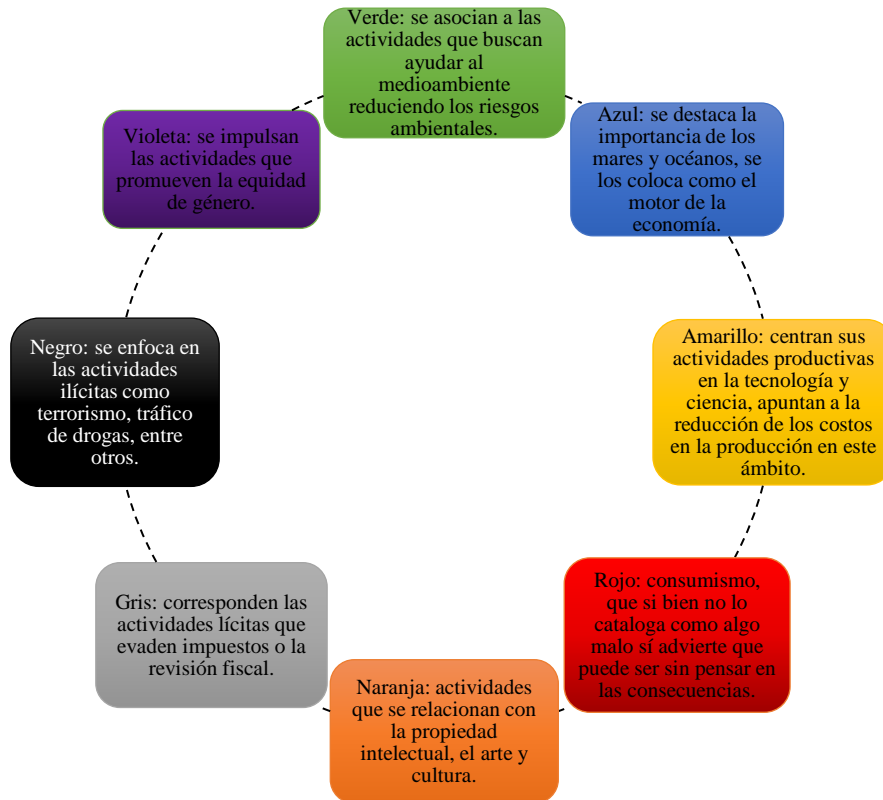 Verde: se asocian a las
actividades que buscan
ayudar al
medioambiente
reduciendo los riesgos
ambientales.
Azul: se destaca la
importancia de los
mares y océanos, se
los coloca como el
motor de la
economía.
Amarillo: centran sus
actividades productivas
en la tecnología y
ciencia, apuntan a la
reducción de los costos
en la producción en este
ámbito.
Rojo: consumismo,
que si bien no lo
cataloga como algo
malo sí advierte que
puede ser sin pensar en
las consecuencias.
Naranja: actividades
que se relacionan con
la propiedad
intelectual, el arte y
cultura.
Gris: corresponden las
actividades lícitas que
evaden impuestos o la
revisión fiscal.
Negro: se enfoca en
las actividades
ilícitas como
terrorismo, tráfico
de drogas, entre
otros.
Violeta: se impulsan
las actividades que
promueven la equidad
de género.